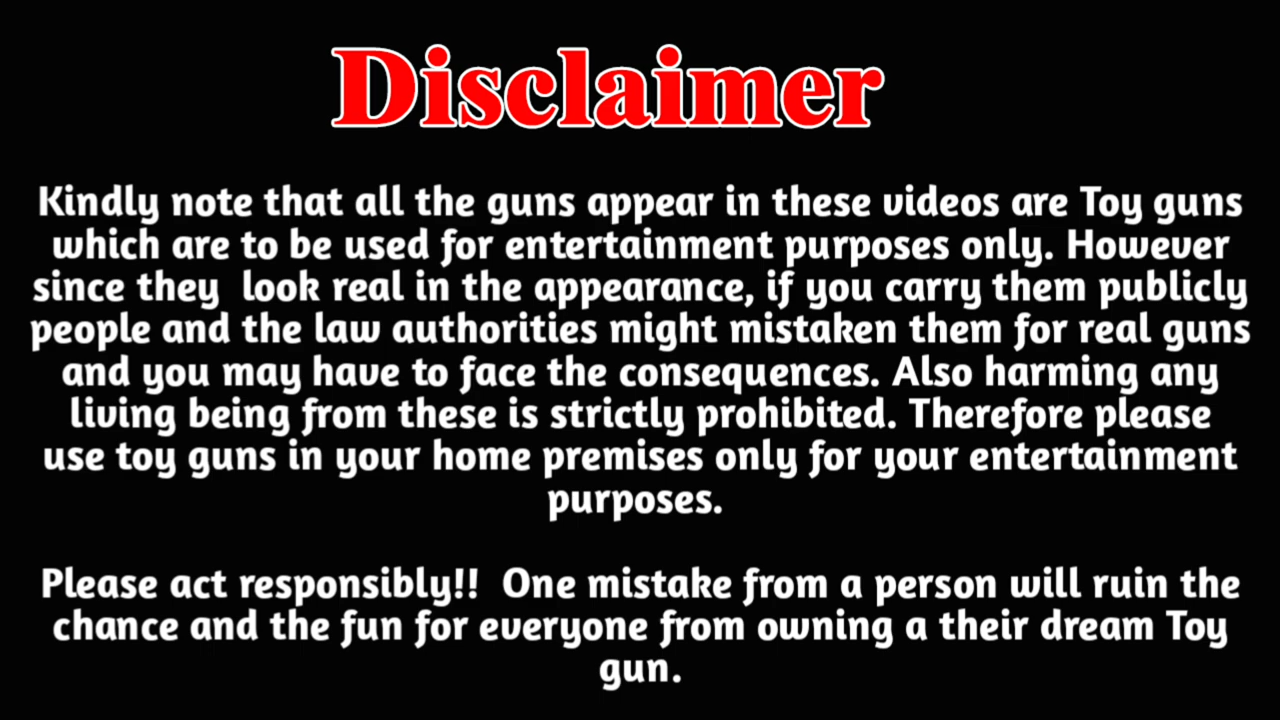 Disclaimer
Kindly note that all the guns appear in these videos are Toy guns
which are to be used for entertainment purposes only. However
since they  look real in the appearance, if you carry them publicly
people and the law authorities might mistaken them for real guns
and you may have to face the consequences. Also harming any
living being from these is strictly prohibited. Therefore please
use toy guns in your home premises only for your entertainment
purposes.
Please act responsibly!!  One mistake from a person will ruin the
chance and the fun for everyone from owning a their dream Toy
gun.